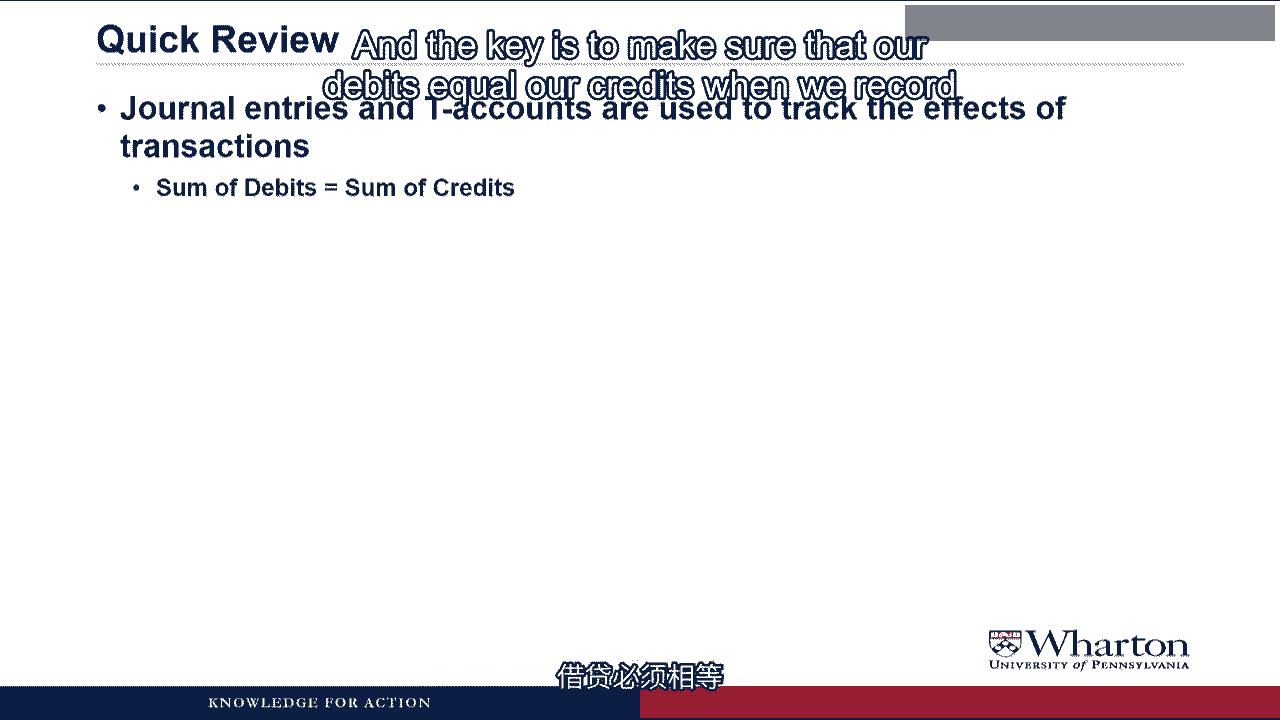 Quick Review
And the key is to make sure that our
debits equal our credits when we record
• Journal entries and T-accounts are used to track the effects of
transactions
• Sum of Debits = Sum of Credits
Wharton
UNIVERSITY of PENNSYLVANIA
借贷必须相等
KNOWLEDGE FOR ACTION